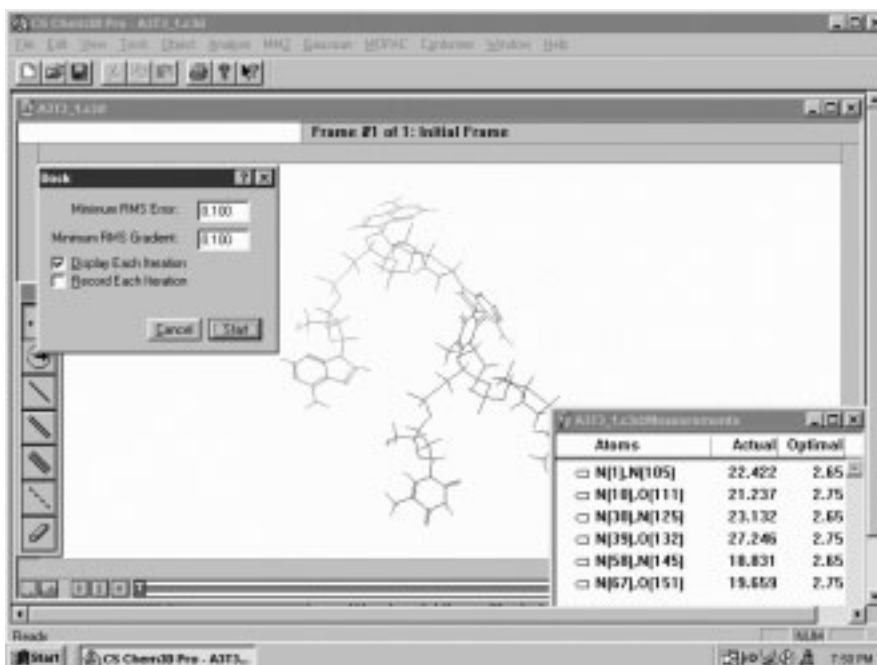 CS Chem3D Pro - A3T3_1.c3d
File Edit View Tools Object Analyze MM2 Gaussian MOPAC Conformer Window Help
A3T3_1.c3d
Frame #1 of 1: Initial Frame
Dock
Minimum RMS Error: 0.100
Minimum RMS Gradient: 0.100
Display Each Iteration
Record Each Iteration
Cancel Start
A3T3_1.c3d:Measurements
Atoms Actual Optimal
N[1],N[105] 22.422 2.65
N[10],O[111] 21.237 2.75
N[30],N[125] 23.132 2.65
N[39],O[132] 27.246 2.75
N[58],N[145] 18.831 2.65
N[67],O[151] 19.659 2.75
Ready NUM
Start CS Chem3D Pro - A3T3_... 7:50 PM